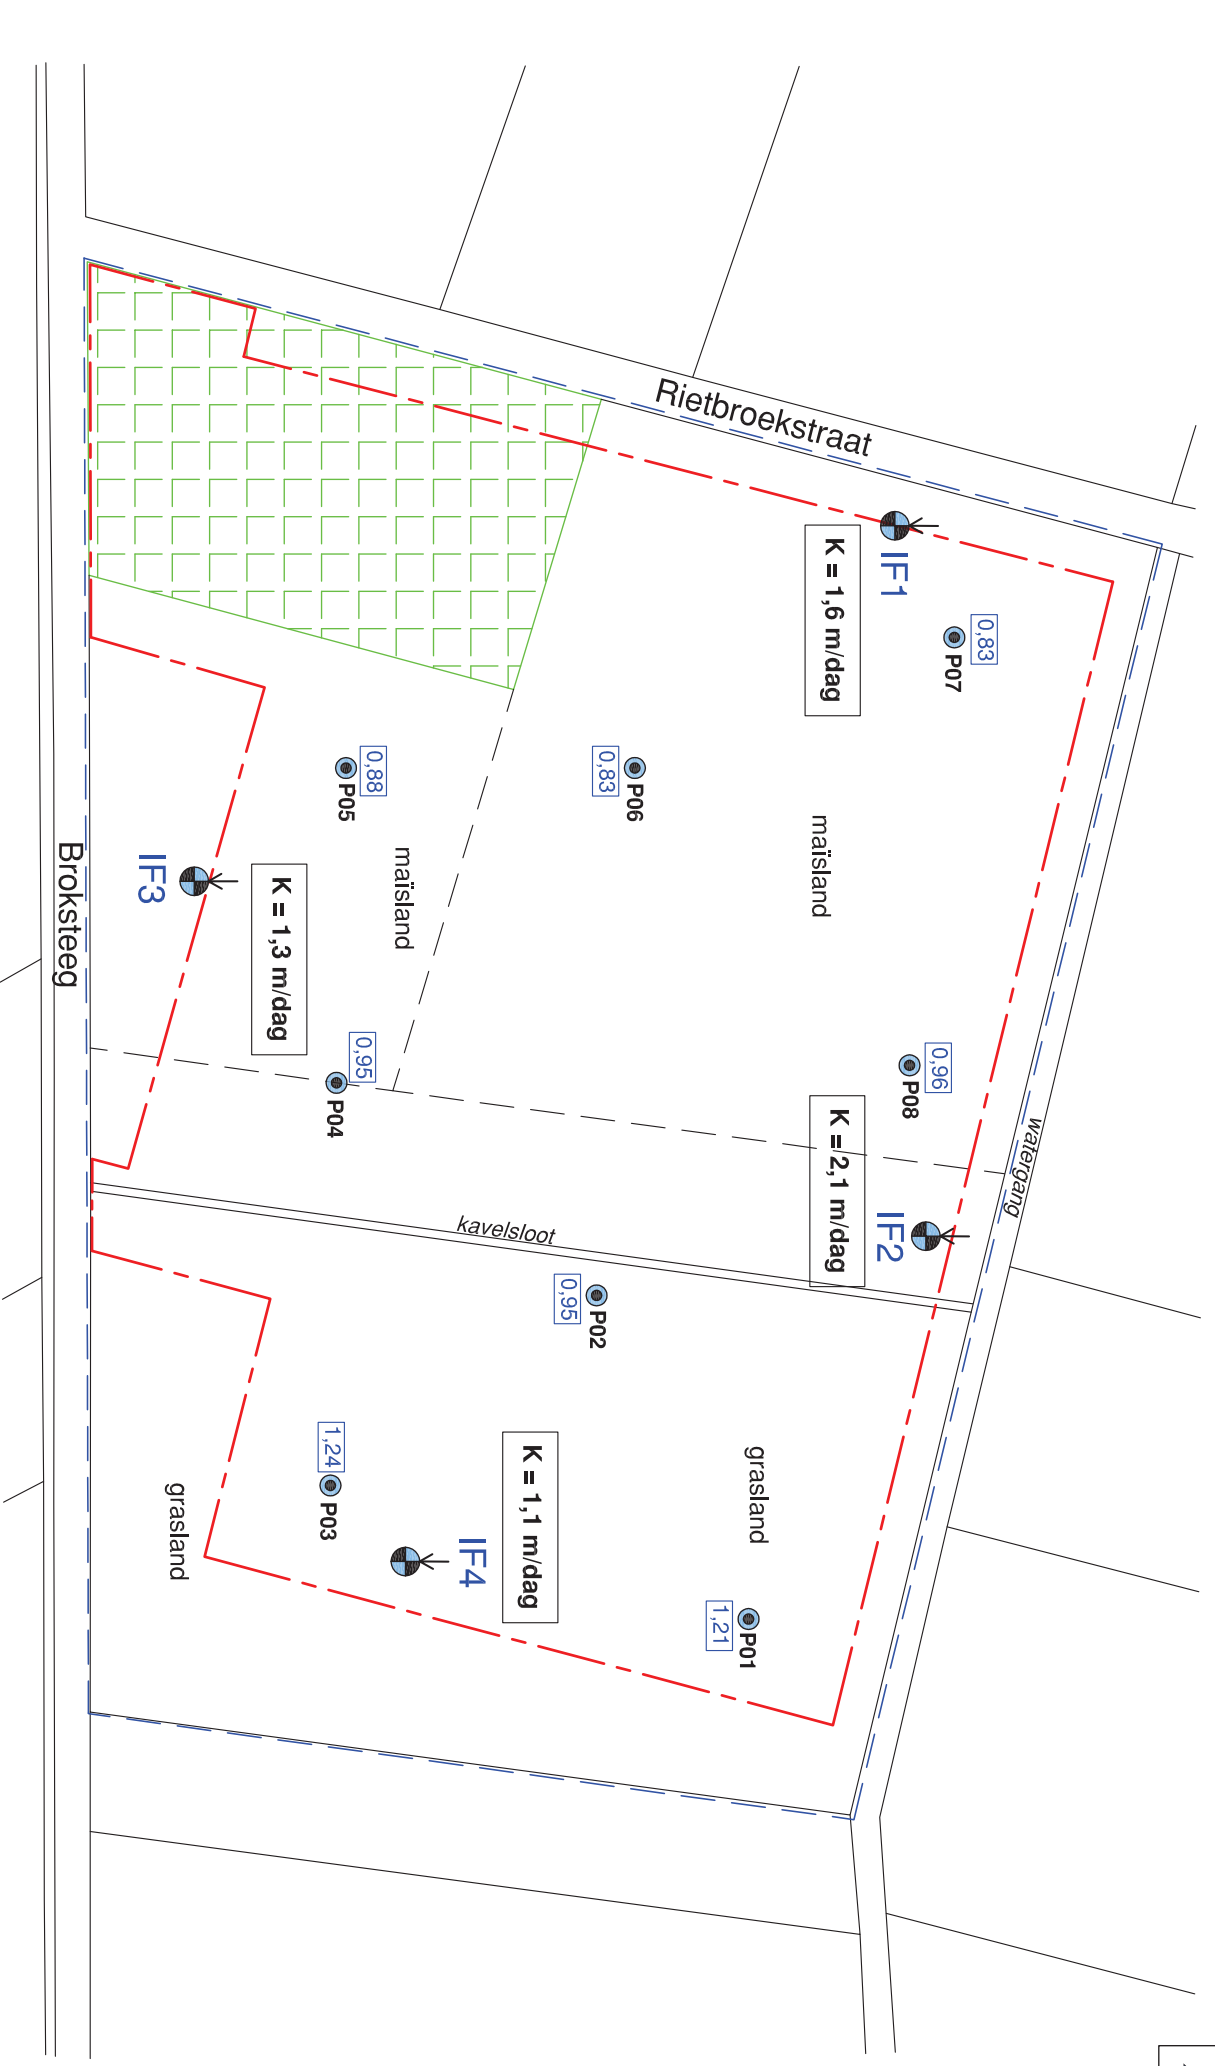 Rietbroekstraat
IF1
K = 1,6 m/dag
0,83
P07
0,83
P06
0,88
P05
maïsland
maïsland
IF3
K = 1,3 m/dag
Broksteeg
0,95
P04
0,96
P08
K = 2,1 m/dag
IF2
watergang
kavelsloot
0,95
P02
1,24
P03
K = 1,1 m/dag
IF4
grasland
grasland
1,21
P01